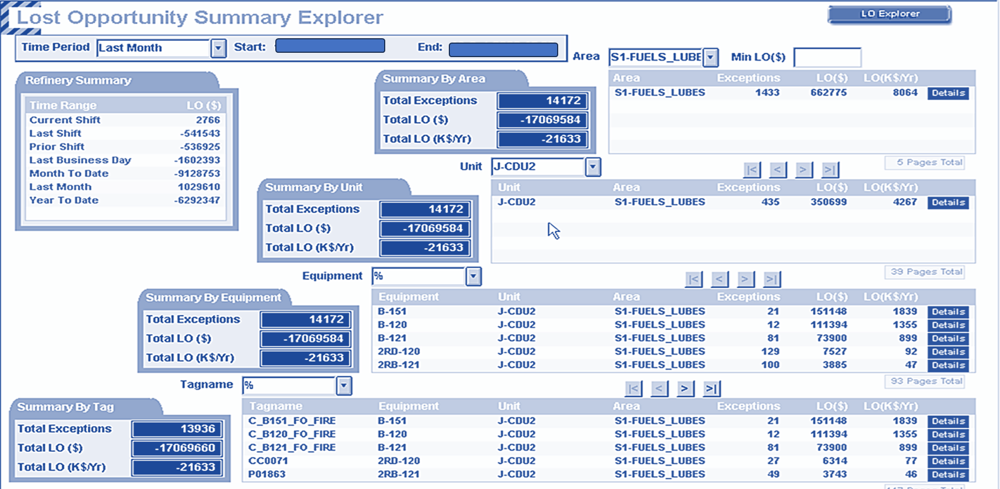 Lost Opportunity Summary Explorer
LO Explorer
Time Period Last Month Start: End:
Area S1-FUELS_LUBE Min LO($)
Refinery Summary
Time Range LO ($)
Current Shift 2766
Last Shift -541543
Prior Shift -536925
Last Business Day -1602393
Month To Date -9128753
Last Month 1029610
Year To Date -6292347
Summary By Area
Total Exceptions 14172
Total LO ($) -17069584
Total LO (K$/Yr) -21633
Area Exceptions LO($) LO(K$/Yr)
S1-FUELS_LUBES 1433 662775 8064 Details
5 Pages Total
Unit J-CDU2
|< < > >|
Summary By Unit
Total Exceptions 14172
Total LO ($) -17069584
Total LO (K$/Yr) -21633
Unit Area Exceptions LO($) LO(K$/Yr)
J-CDU2 S1-FUELS_LUBES 435 350699 4267 Details
39 Pages Total
Equipment %
|< < > >|
Summary By Equipment
Total Exceptions 14172
Total LO ($) -17069584
Total LO (K$/Yr) -21633
Equipment Unit Area Exceptions LO($) LO(K$/Yr)
B-151 J-CDU2 S1-FUELS_LUBES 21 151148 1839 Details
B-120 J-CDU2 S1-FUELS_LUBES 12 111394 1355 Details
B-121 J-CDU2 S1-FUELS_LUBES 81 73900 899 Details
2RD-120 J-CDU2 S1-FUELS_LUBES 129 7527 92 Details
2RB-121 J-CDU2 S1-FUELS_LUBES 100 3885 47 Details
93 Pages Total
Tagname %
|< < > >|
Summary By Tag
Total Exceptions 13936
Total LO ($) -17069660
Total LO (K$/Yr) -21633
Tagname Equipment Unit Area Exceptions LO($) LO(K$/Yr)
C_B151_FO_FIRE B-151 J-CDU2 S1-FUELS_LUBES 21 151148 1839 Details
C_B120_FO_FIRE B-120 J-CDU2 S1-FUELS_LUBES 12 111394 1355 Details
C_B121_FO_FIRE B-121 J-CDU2 S1-FUELS_LUBES 81 73900 899 Details
CC0071 2RD-120 J-CDU2 S1-FUELS_LUBES 27 6314 77 Details
P01863 2RB-121 J-CDU2 S1-FUELS_LUBES 49 3743 46 Details